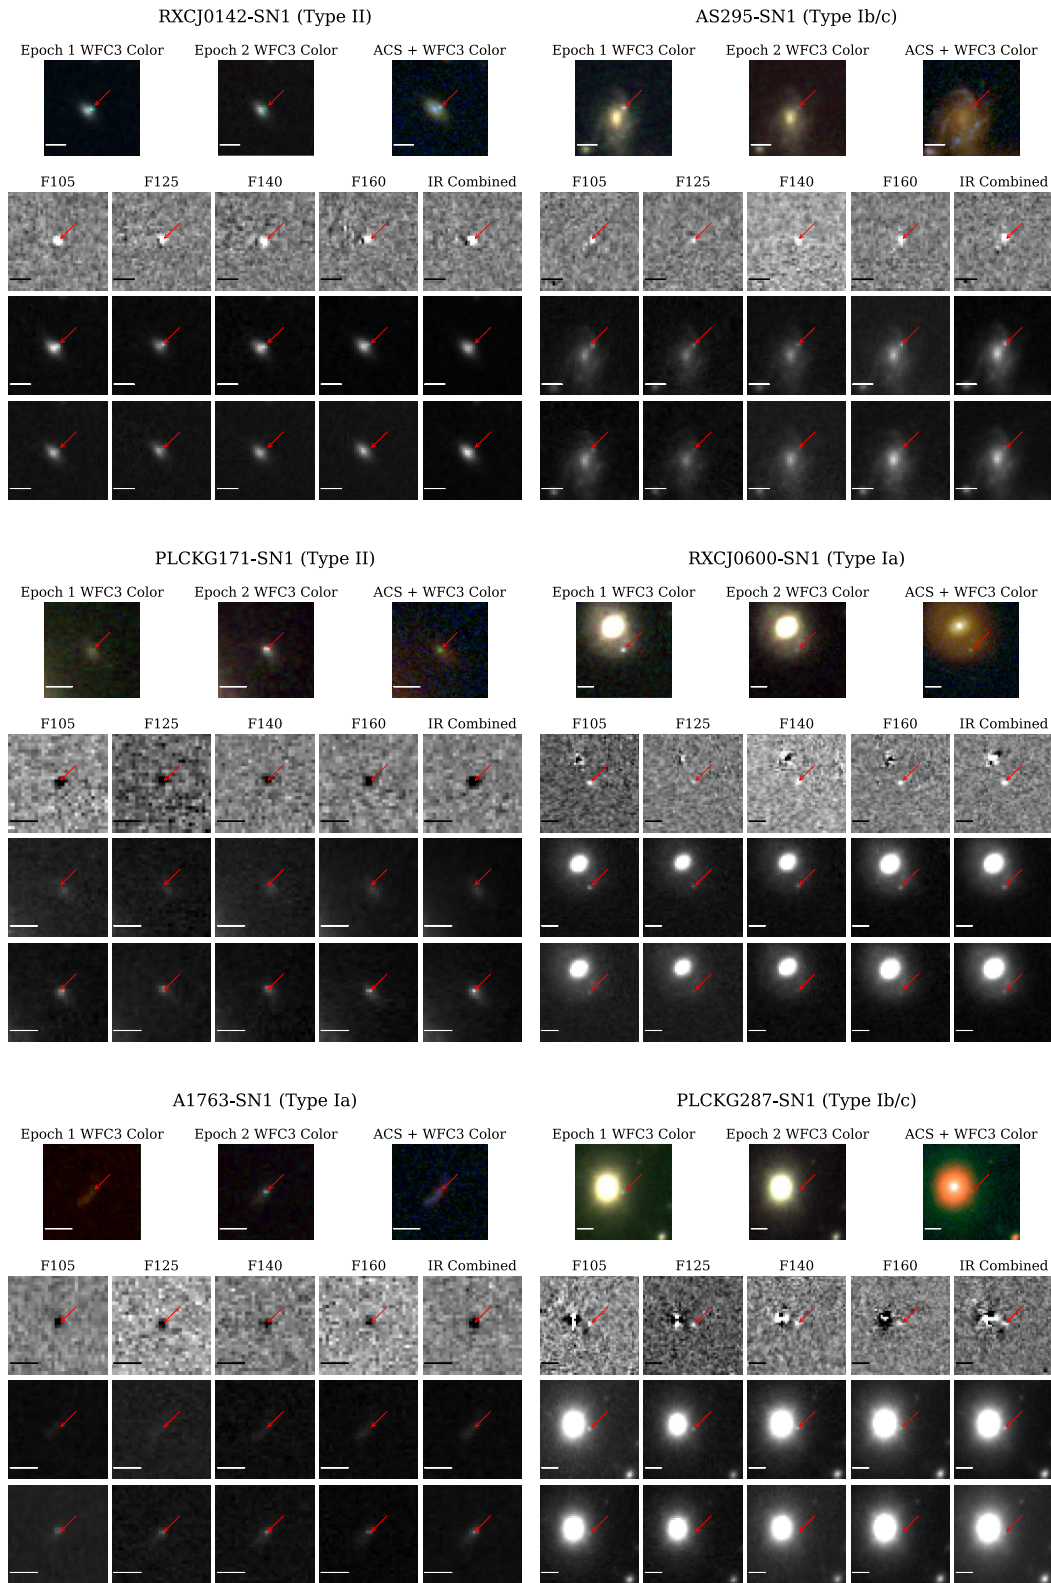 RXCJ0142-SN1 (Type II)
Epoch 1 WFC3 Color Epoch 2 WFC3 Color ACS + WFC3 Color
F105 F125 F140 F160 IR Combined
AS295-SN1 (Type Ib/c)
Epoch 1 WFC3 Color Epoch 2 WFC3 Color ACS + WFC3 Color
F105 F125 F140 F160 IR Combined
PLCKG171-SN1 (Type II)
Epoch 1 WFC3 Color Epoch 2 WFC3 Color ACS + WFC3 Color
F105 F125 F140 F160 IR Combined
RXCJ0600-SN1 (Type Ia)
Epoch 1 WFC3 Color Epoch 2 WFC3 Color ACS + WFC3 Color
F105 F125 F140 F160 IR Combined
A1763-SN1 (Type Ia)
Epoch 1 WFC3 Color Epoch 2 WFC3 Color ACS + WFC3 Color
F105 F125 F140 F160 IR Combined
PLCKG287-SN1 (Type Ib/c)
Epoch 1 WFC3 Color Epoch 2 WFC3 Color ACS + WFC3 Color
F105 F125 F140 F160 IR Combined